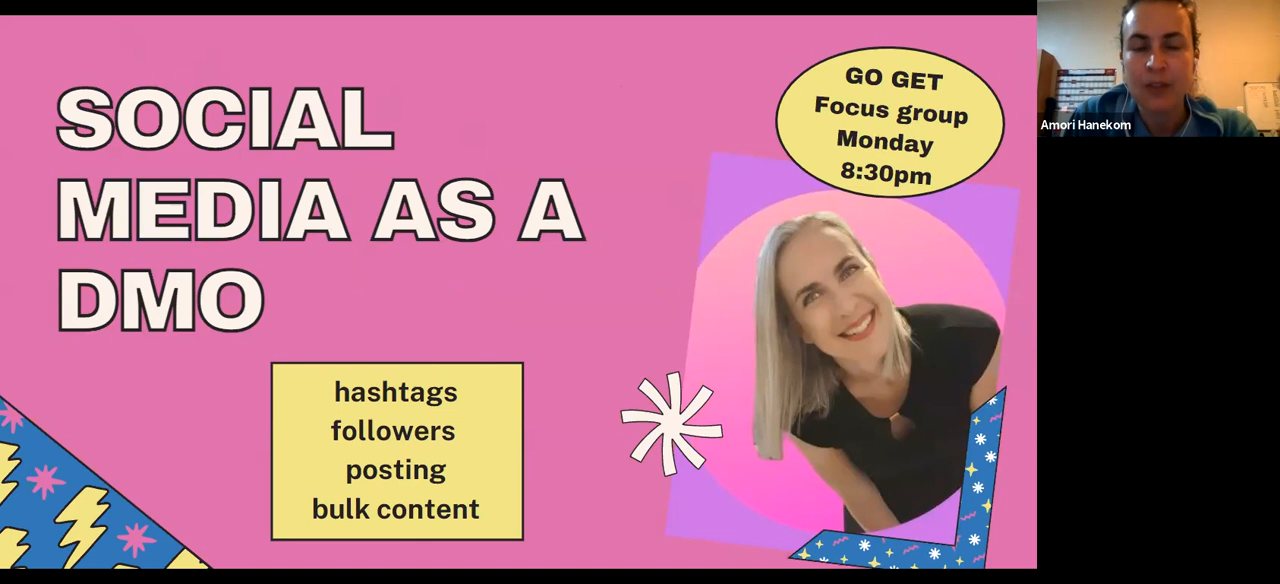 SOCIAL
MEDIA AS A
DMO
GO GET
Focus group
Monday
8:30pm
hashtags
followers
posting
bulk content
Amori Hanekom